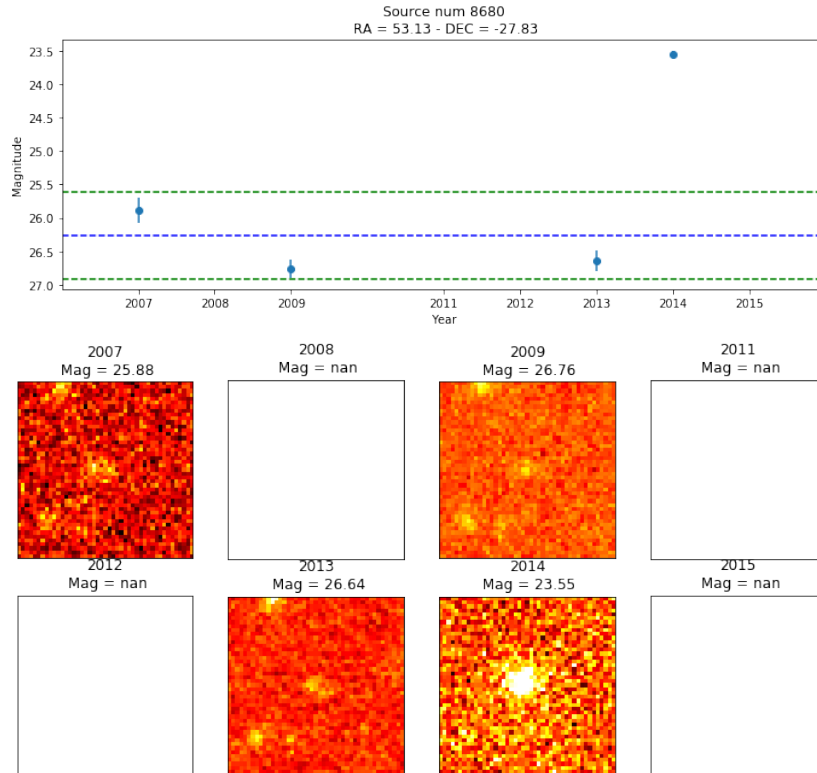 Source num 8680
RA = 53.13 - DEC = -27.83
23.5
24.0
24.5
25.0
25.5
26.0
26.5
27.0
Magnitude
2007
2008
2009
2011
2012
2013
2014
2015
Year
2007
Mag = 25.88
2008
Mag = nan
2009
Mag = 26.76
2011
Mag = nan
2012
Mag = nan
2013
Mag = 26.64
2014
Mag = 23.55
2015
Mag = nan